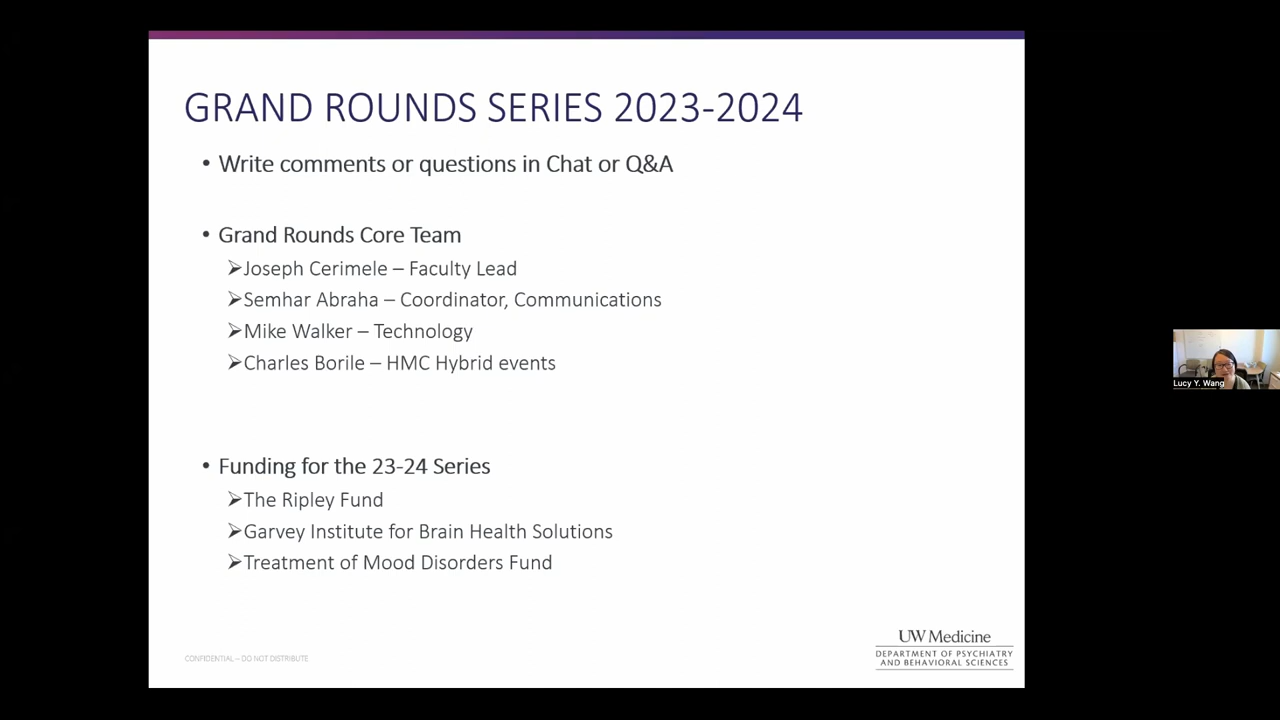 GRAND ROUNDS SERIES 2023-2024
• Write comments or questions in Chat or Q&A
• Grand Rounds Core Team
➢Joseph Cerimele – Faculty Lead
➢Semhar Abraha – Coordinator, Communications
➢Mike Walker – Technology
➢Charles Borile – HMC Hybrid events
• Funding for the 23-24 Series
➢The Ripley Fund
➢Garvey Institute for Brain Health Solutions
➢Treatment of Mood Disorders Fund
CONFIDENTIAL – DO NOT DISTRIBUTE
UW Medicine
DEPARTMENT OF PSYCHIATRY
AND BEHAVIORAL SCIENCES
Lucy Y. Wang